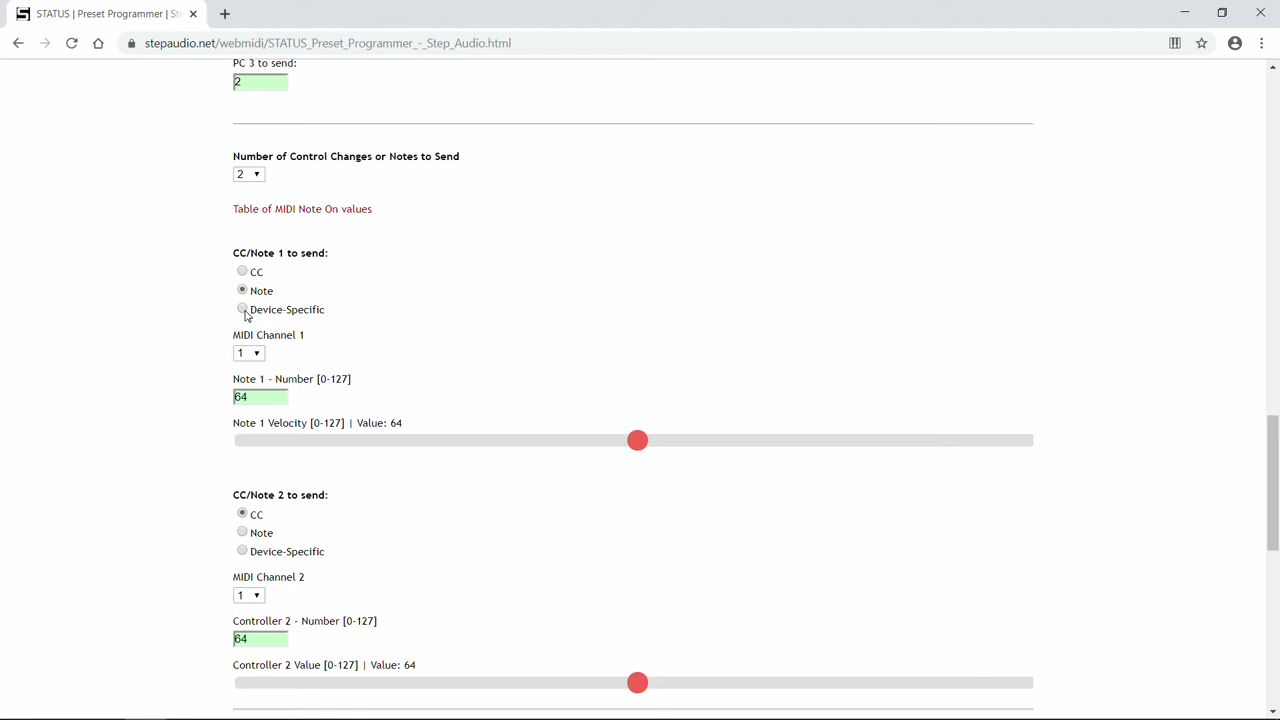 STATUS | Preset Programmer | St
stepaudio.net/webmidi/STATUS_Preset_Programmer_-_Step_Audio.html
PC 3 to send:
2
Number of Control Changes or Notes to Send
2
Table of MIDI Note On values
CC/Note 1 to send:
CC
Note
Device-Specific
MIDI Channel 1
1
Note 1 - Number [0-127]
64
Note 1 Velocity [0-127] | Value: 64
CC/Note 2 to send:
CC
Note
Device-Specific
MIDI Channel 2
1
Controller 2 - Number [0-127]
64
Controller 2 Value [0-127] | Value: 64